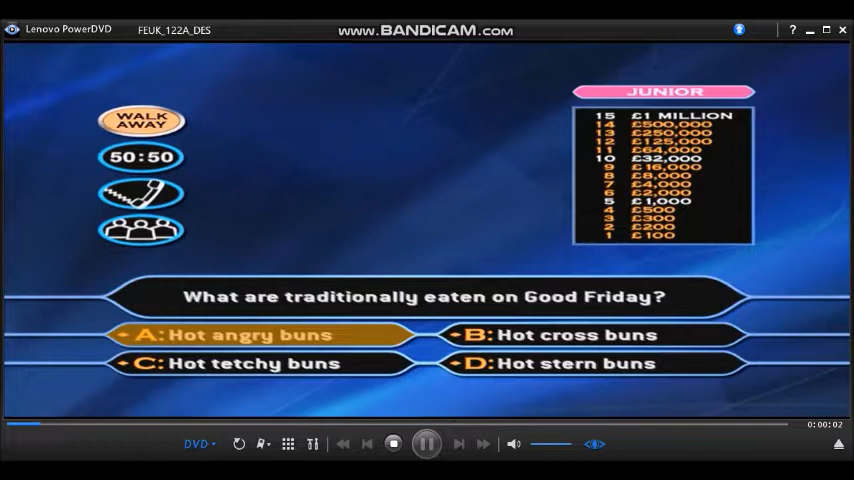 Lenovo PowerDVD
FEUK_122A_DES
www.BANDICAM.com
?
WALK AWAY
50:50
JUNIOR
15 £1 MILLION
14 £500,000
13 £250,000
12 £125,000
11 £64,000
10 £32,000
9 £16,000
8 £8,000
7 £4,000
6 £2,000
5 £1,000
4 £500
3 £300
2 £200
1 £100
What are traditionally eaten on Good Friday?
A: Hot angry buns
B: Hot cross buns
C: Hot tetchy buns
D: Hot stern buns
0:00:02
DVD